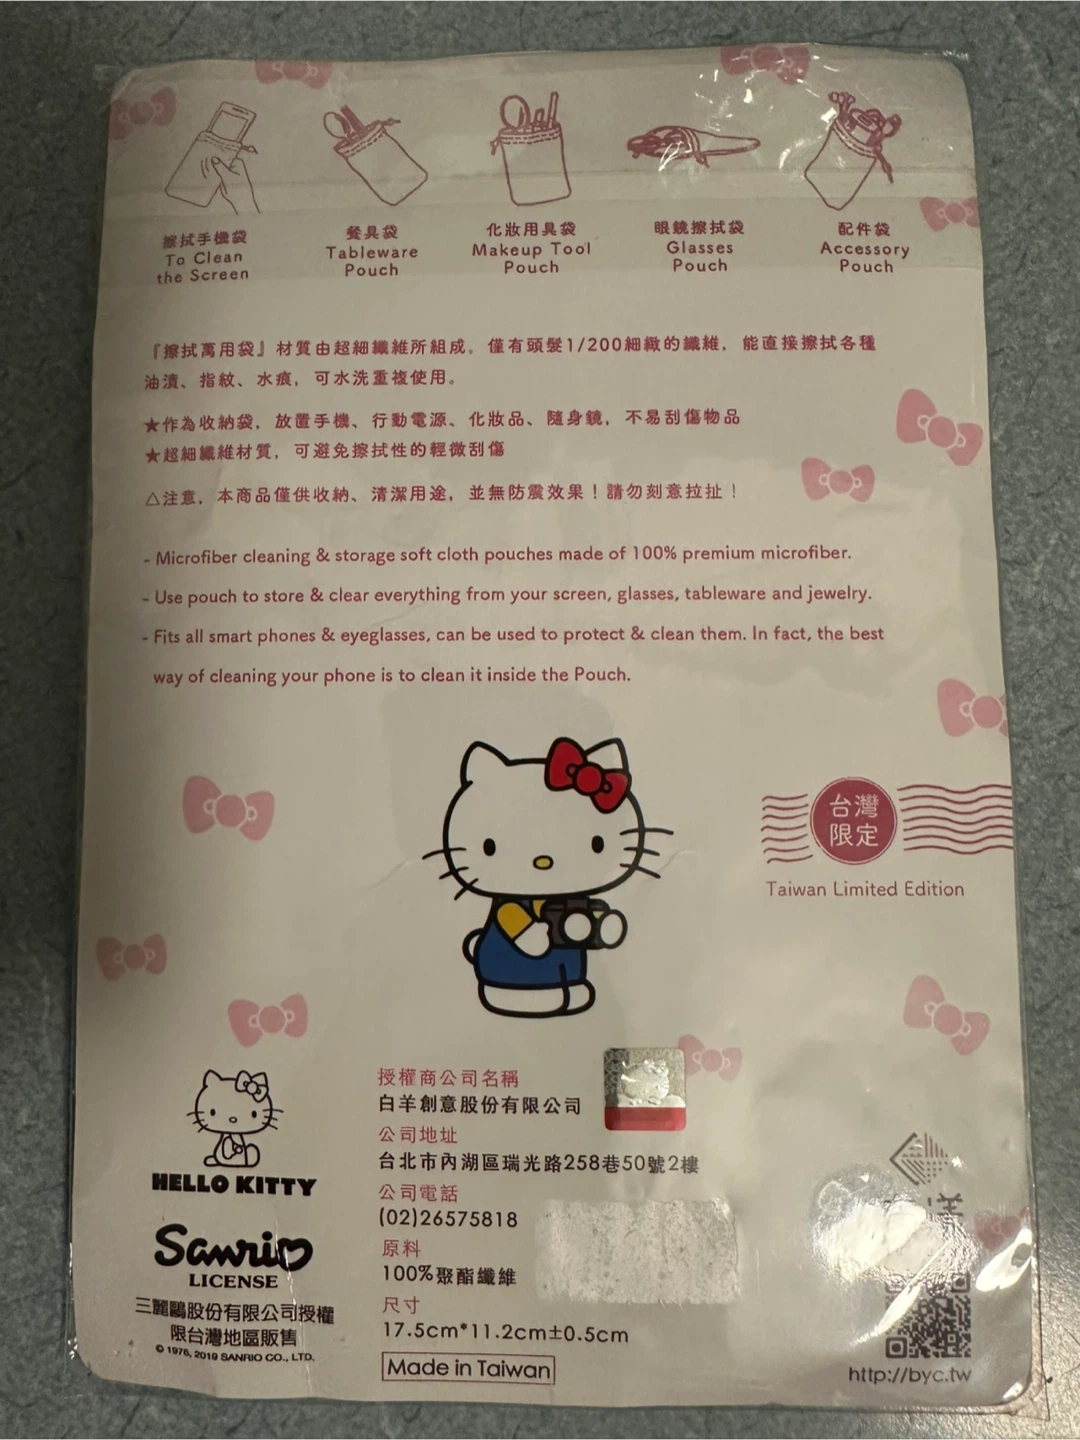 擦拭手機袋
To Clean
the Screen
餐具袋
Tableware
Pouch
化妝用具袋
Makeup Tool
Pouch
眼鏡擦拭袋
Glasses
Pouch
配件袋
Accessory
Pouch
『擦拭萬用袋』材質由超細纖維所組成。僅有頭髮1/200細緻的纖維，能直接擦拭各種
油漬、指紋、水痕，可水洗重複使用。
★作為收納袋，放置手機、行動電源、化妝品、隨身鏡，不易刮傷物品
★超細纖維材質，可避免擦拭性的輕微刮傷
△注意，本商品僅供收納、清潔用途，並無防震效果！請勿刻意拉扯！
- Microfiber cleaning & storage soft cloth pouches made of 100% premium microfiber.
- Use pouch to store & clear everything from your screen, glasses, tableware and jewelry.
- Fits all smart phones & eyeglasses, can be used to protect & clean them. In fact, the best
way of cleaning your phone is to clean it inside the Pouch.
台灣
限定
Taiwan Limited Edition
HELLO KITTY
Sanrio
LICENSE
三麗鷗股份有限公司授權
限台灣地區販售
© 1976, 2019 SANRIO CO., LTD.
授權商公司名稱
白羊創意股份有限公司
公司地址
台北市內湖區瑞光路258巷50號2樓
公司電話
(02)26575818
原料
100%聚酯纖維
尺寸
17.5cm*11.2cm±0.5cm
Made in Taiwan
http://byc.tw